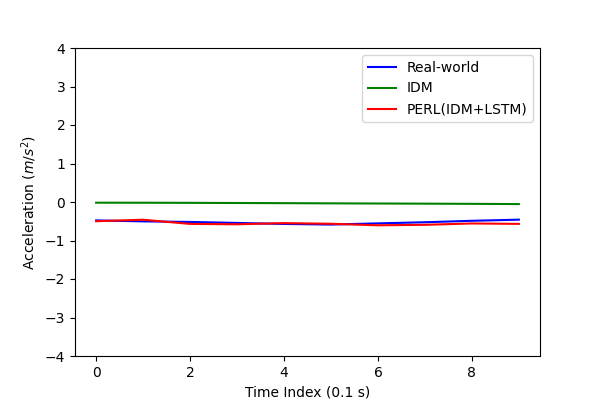 Acceleration (m/s²)
4
3
2
1
0
−1
−2
−3
−4
Real-world
IDM
PERL(IDM+LSTM)
0 2 4 6 8
Time Index (0.1 s)